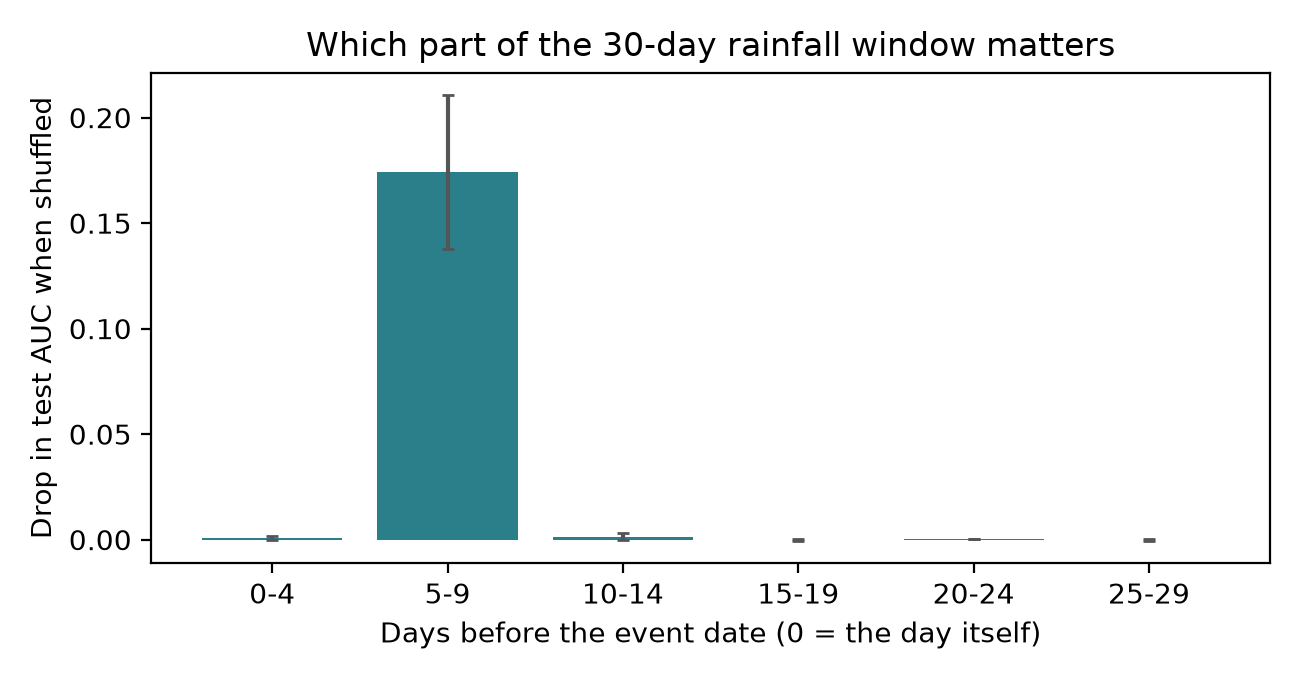 Which part of the 30-day rainfall window matters
Drop in test AUC when shuffled
0.20
0.15
0.10
0.05
0.00
0-4 5-9 10-14 15-19 20-24 25-29
Days before the event date (0 = the day itself)